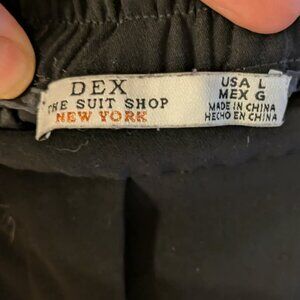 DEX
THE SUIT SHOP
NEW YORK
USA L
MEX G
MADE IN CHINA
HECHO EN CHINA